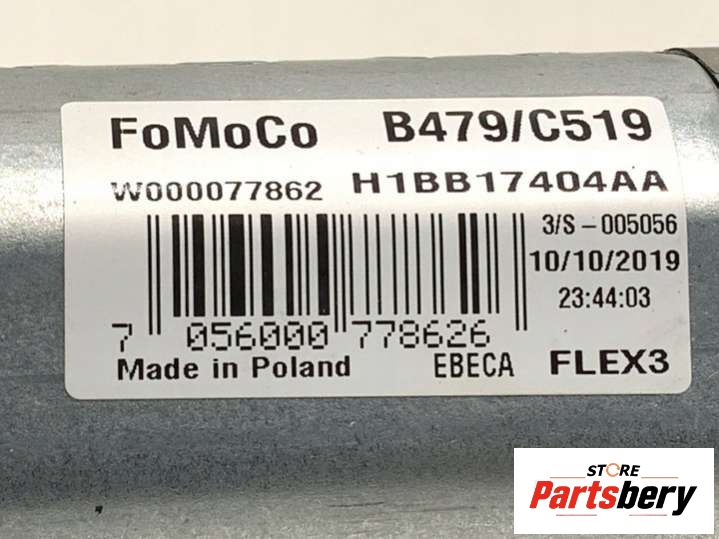 FoMoCo B479/C519
W000077862 H1BB17404AA
3/S-005056
10/10/2019
23:44:03
7 056000 778626
Made in Poland EBECA FLEX3
STORE
Partsbery